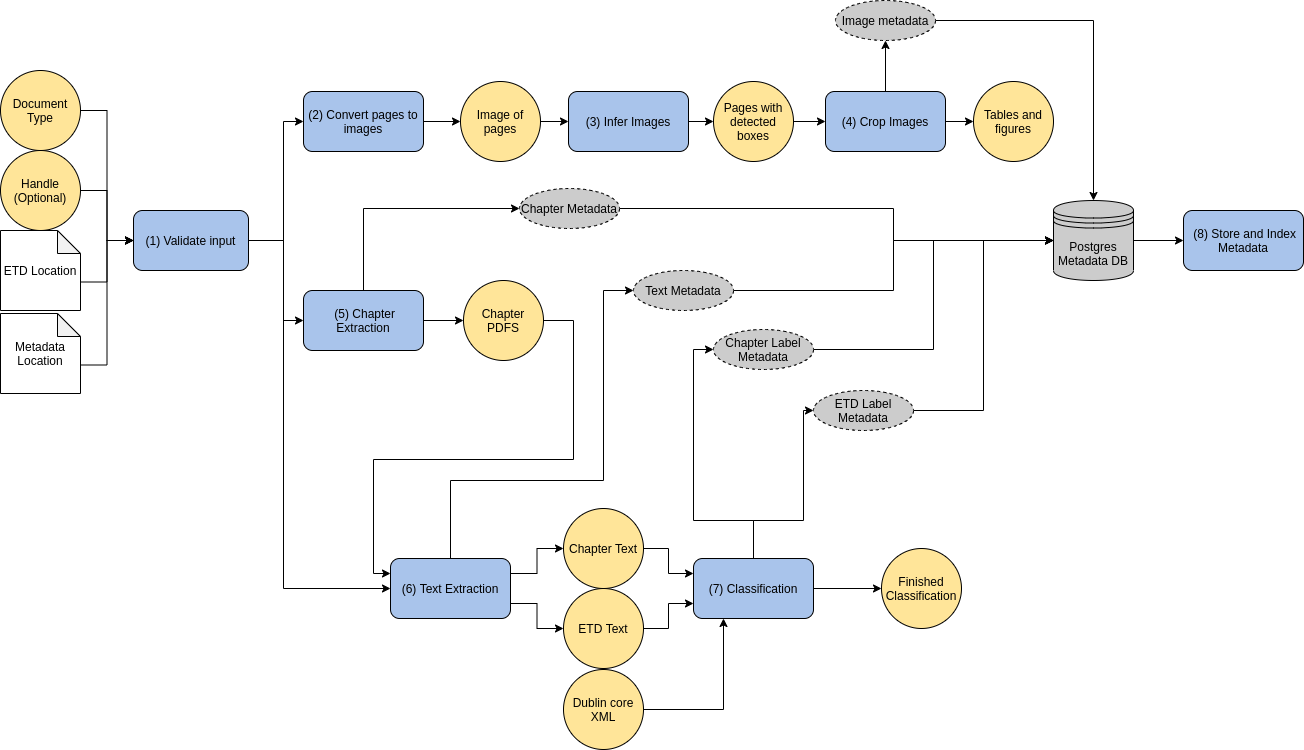 Image metadata
Document
Type
(2) Convert pages to
images
Image of
pages
(3) Infer Images
Pages with
detected
boxes
(4) Crop Images
Tables and
figures
Handle
(Optional)
Chapter Metadata
(1) Validate input
Postgres
Metadata DB
(8) Store and Index
Metadata
ETD Location
Text Metadata
(5) Chapter
Extraction
Chapter
PDFS
Metadata
Location
Chapter Label
Metadata
ETD Label
Metadata
Chapter Text
(6) Text Extraction
(7) Classification
Finished
Classification
ETD Text
Dublin core
XML